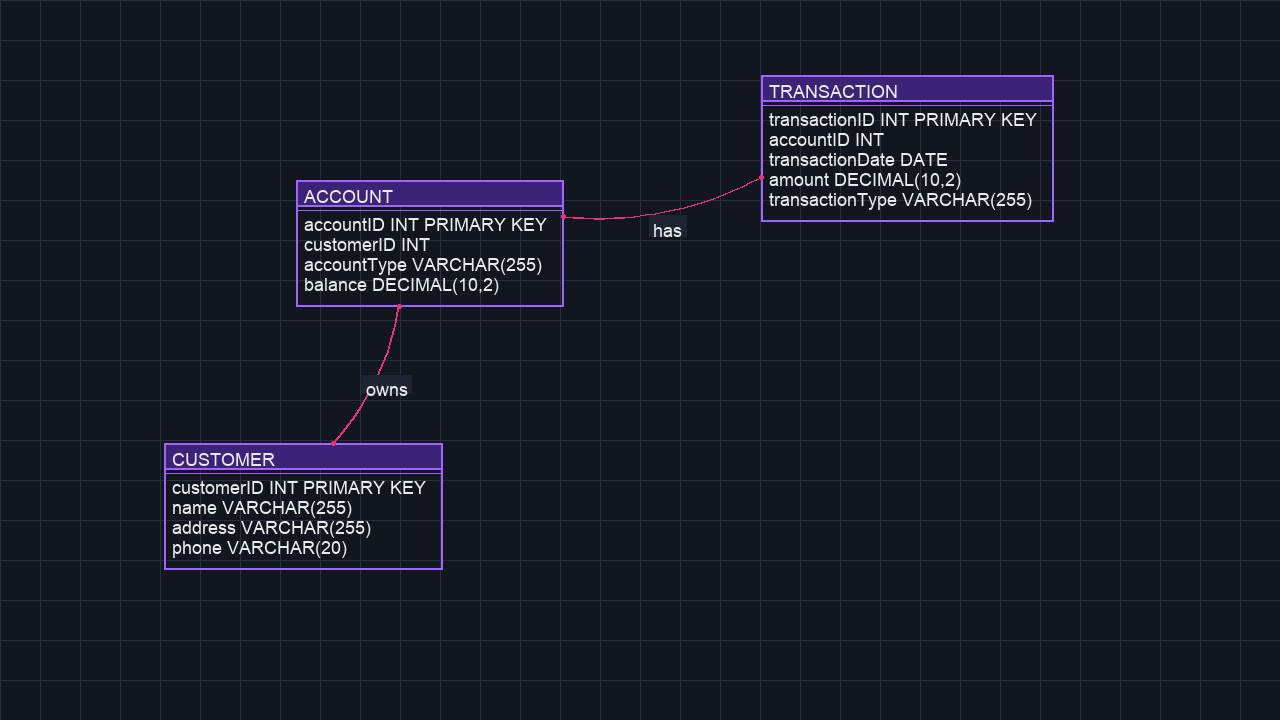 TRANSACTION
transactionID INT PRIMARY KEY
accountID INT
transactionDate DATE
amount DECIMAL(10,2)
transactionType VARCHAR(255)
ACCOUNT
accountID INT PRIMARY KEY
customerID INT
accountType VARCHAR(255)
balance DECIMAL(10,2)
has
owns
CUSTOMER
customerID INT PRIMARY KEY
name VARCHAR(255)
address VARCHAR(255)
phone VARCHAR(20)